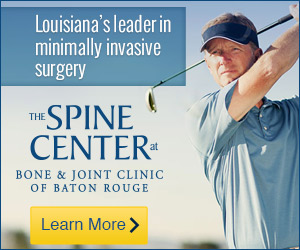 Louisiana's leader in
minimally invasive
surgery
THE SPINE
CENTER at
BONE & JOINT CLINIC
OF BATON ROUGE
Learn More